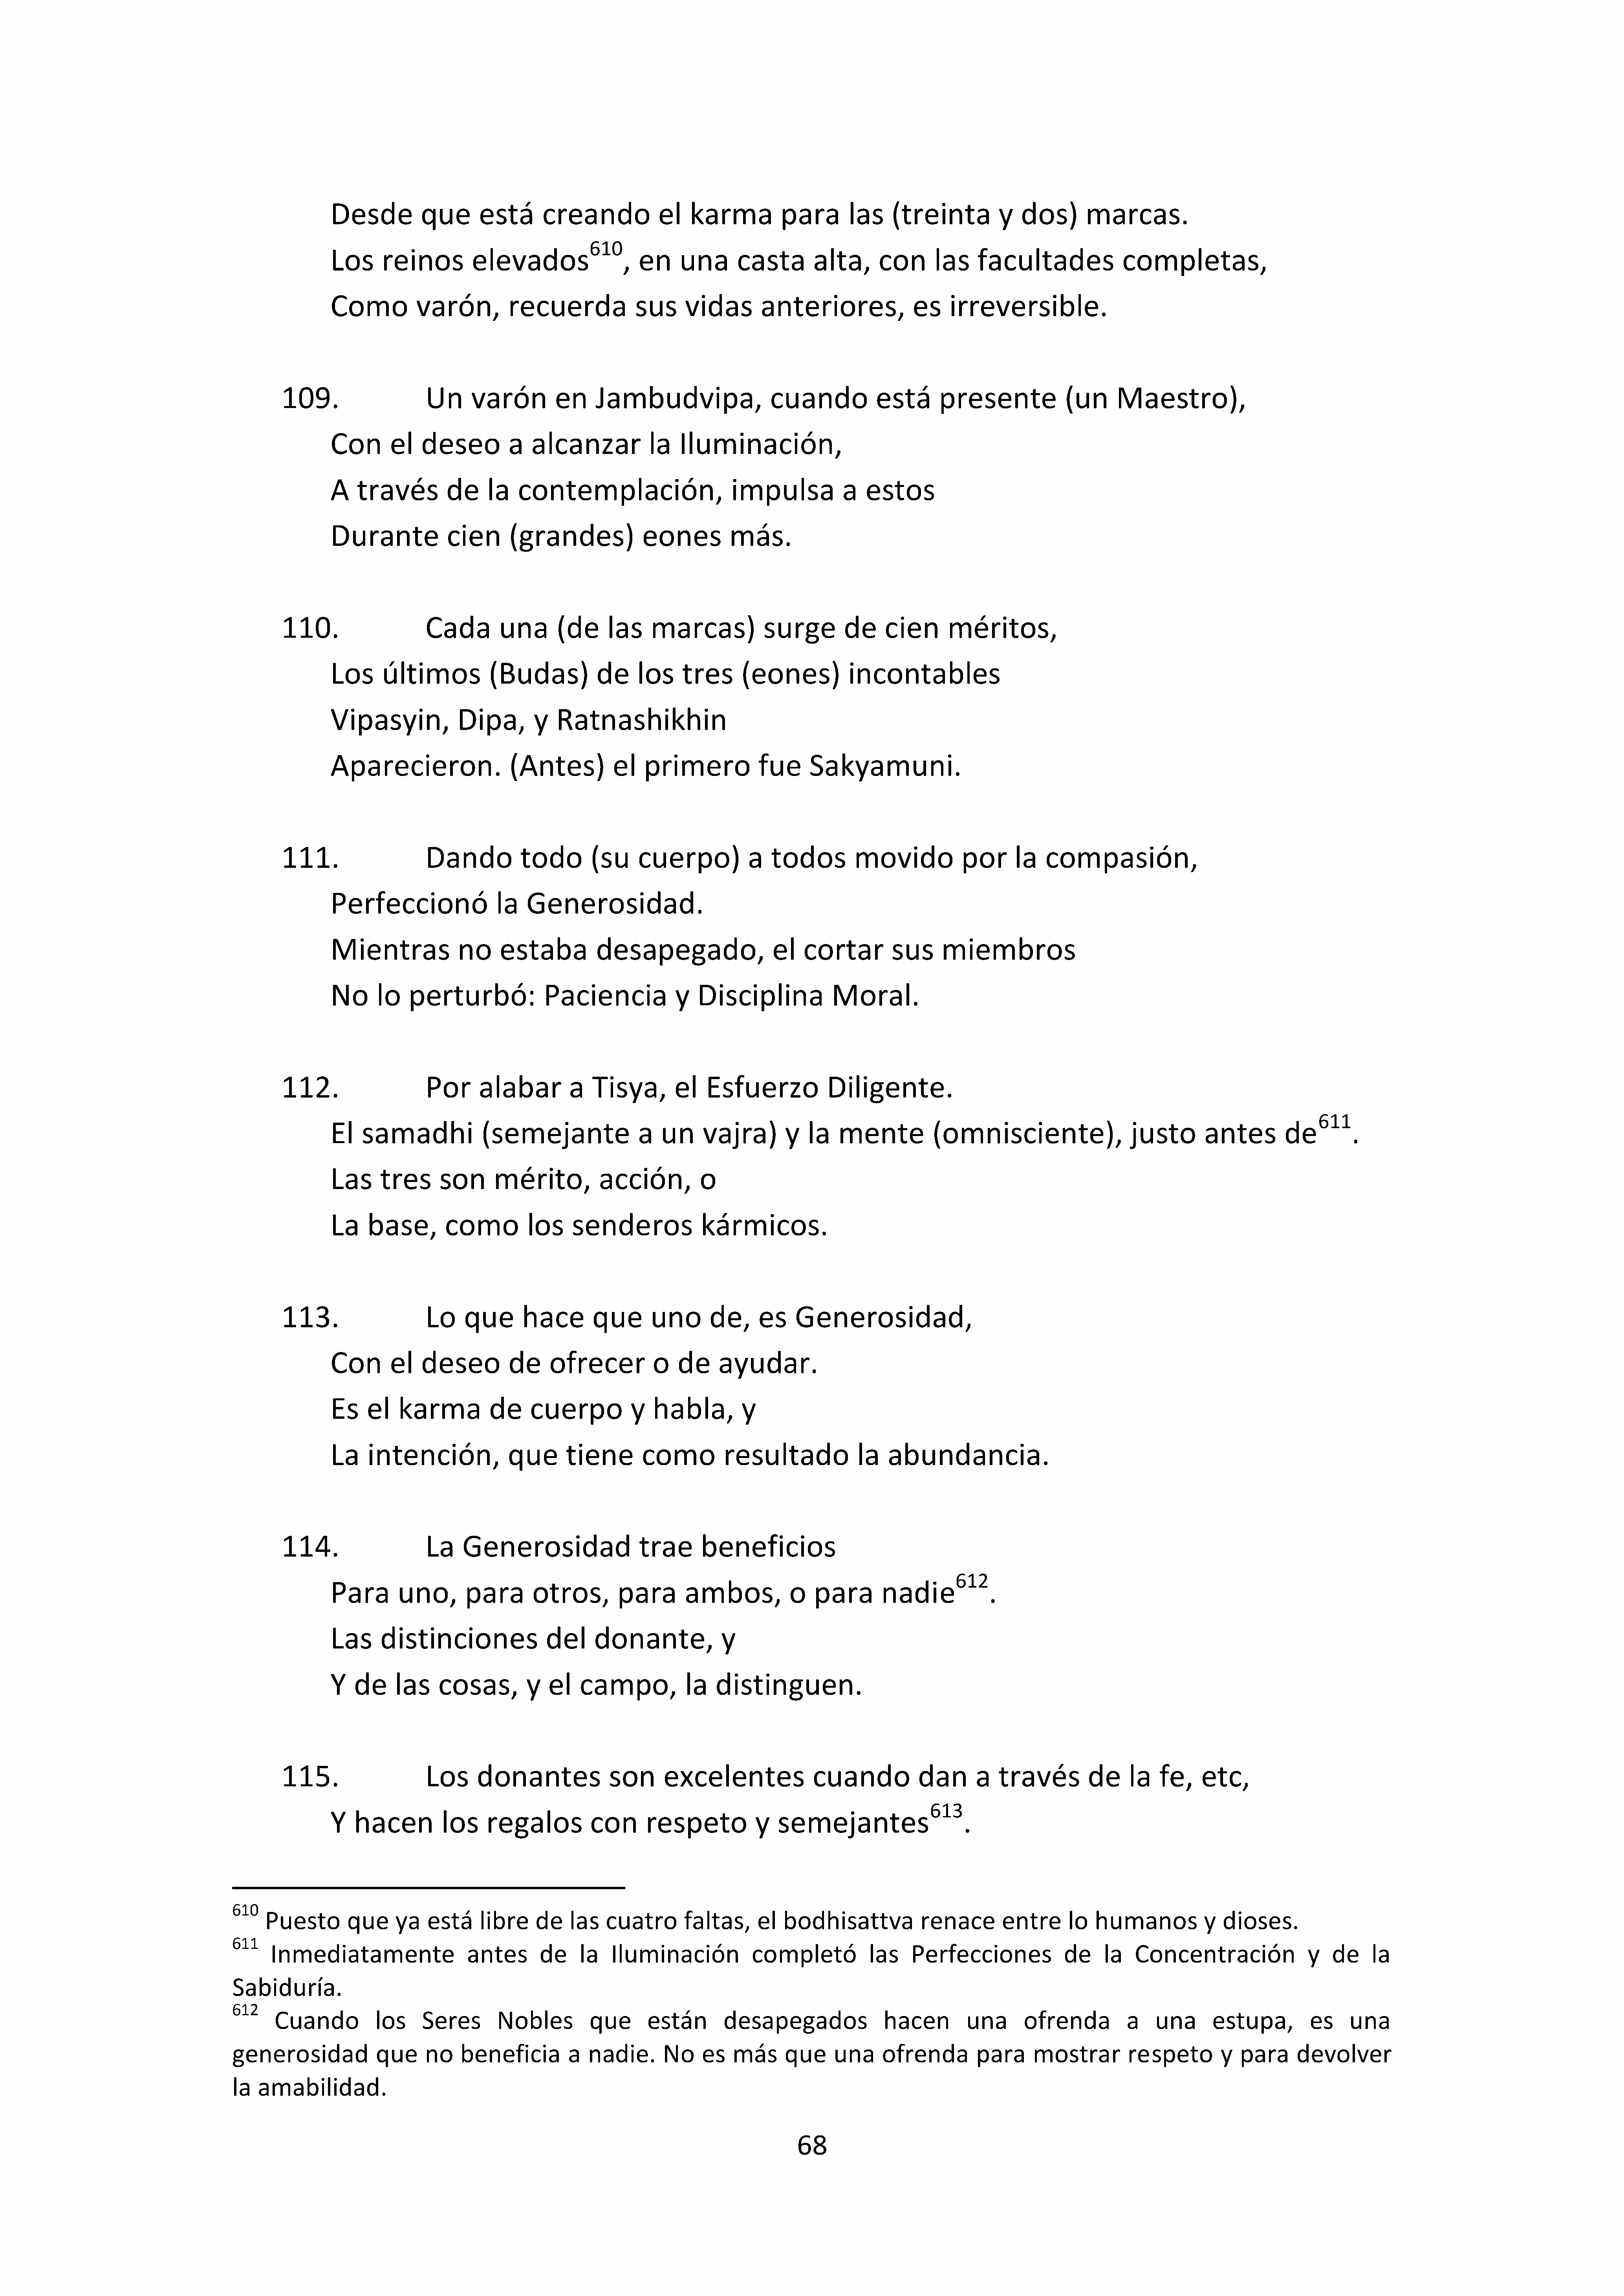 Desde que está creando el karma para las (treinta y dos) marcas.
Los reinos elevados610, en una casta alta, con las facultades completas,
Como varón, recuerda sus vidas anteriores, es irreversible.
109. Un varón en Jambudvipa, cuando está presente (un Maestro),
Con el deseo a alcanzar la Iluminación,
A través de la contemplación, impulsa a estos
Durante cien (grandes) eones más.
110. Cada una (de las marcas) surge de cien méritos,
Los últimos (Budas) de los tres (eones) incontables
Vipasyin, Dipa, y Ratnashikhin
Aparecieron. (Antes) el primero fue Sakyamuni.
111. Dando todo (su cuerpo) a todos movido por la compasión,
Perfeccionó la Generosidad.
Mientras no estaba desapegado, el cortar sus miembros
No lo perturbó: Paciencia y Disciplina Moral.
112. Por alabar a Tisya, el Esfuerzo Diligente.
El samadhi (semejante a un vajra) y la mente (omnisciente), justo antes de611.
Las tres son mérito, acción, o
La base, como los senderos kármicos.
113. Lo que hace que uno de, es Generosidad,
Con el deseo de ofrecer o de ayudar.
Es el karma de cuerpo y habla, y
La intención, que tiene como resultado la abundancia.
114. La Generosidad trae beneficios
Para uno, para otros, para ambos, o para nadie612.
Las distinciones del donante, y
Y de las cosas, y el campo, la distinguen.
115. Los donantes son excelentes cuando dan a través de la fe, etc,
Y hacen los regalos con respeto y semejantes613.
610 Puesto que ya está libre de las cuatro faltas, el bodhisattva renace entre lo humanos y dioses.
611 Inmediatamente antes de la Iluminación completó las Perfecciones de la Concentración y de la
Sabiduría.
612 Cuando los Seres Nobles que están desapegados hacen una ofrenda a una estupa, es una
generosidad que no beneficia a nadie. No es más que una ofrenda para mostrar respeto y para devolver
la amabilidad.
68